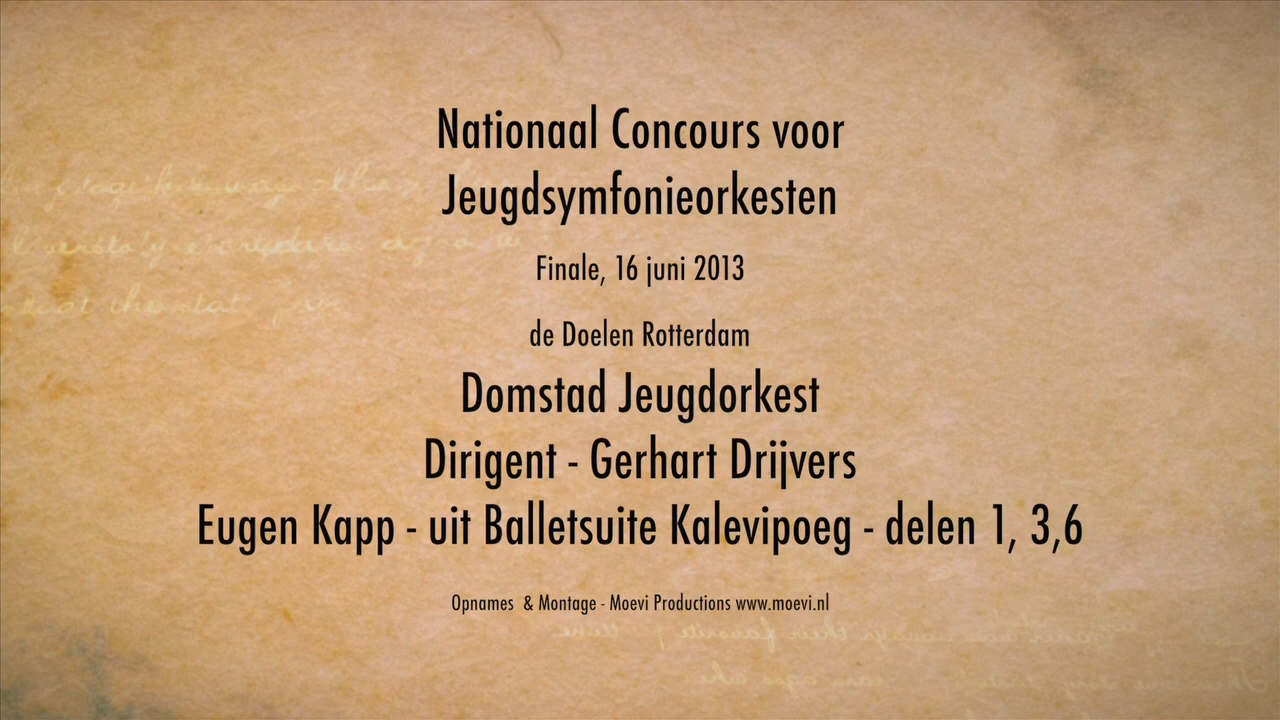 Nationaal Concours voor
Jeugdsymfonieorkesten
Finale, 16 juni 2013
de Doelen Rotterdam
Domstad Jeugdorkest
Dirigent - Gerhart Drijvers
Eugen Kapp - uit Balletsuite Kalevipoeg - delen 1, 3,6
Opnames & Montage - Moevi Productions www.moevi.nl